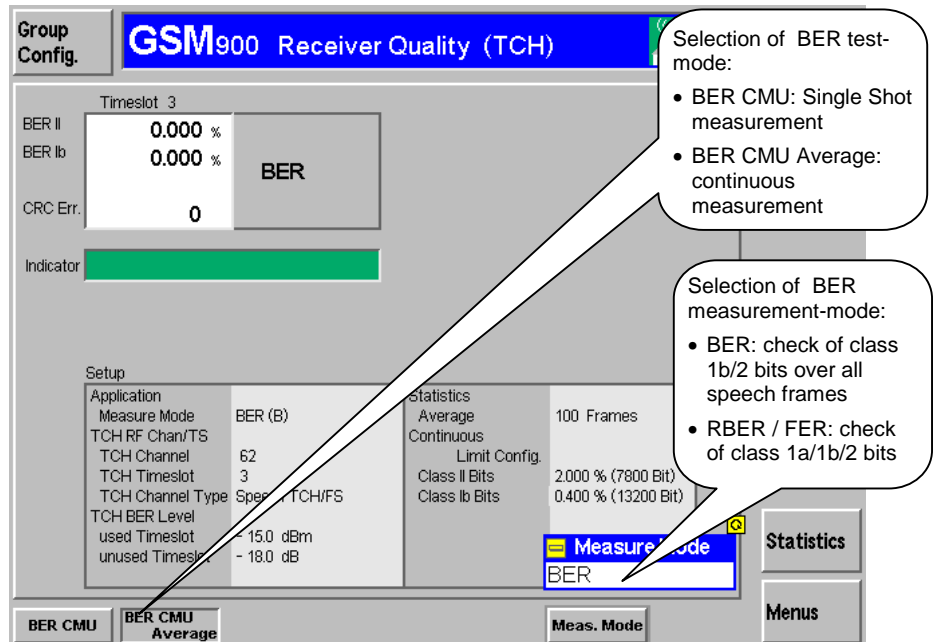 Group
Config.
GSM900 Receiver Quality (TCH)
Selection of BER test-
mode:
• BER CMU: Single Shot
measurement
• BER CMU Average:
continuous
measurement
Timeslot 3
BER II 0.000 %
BER Ib 0.000 %
BER
CRC Err. 0
Indicator
Selection of BER
measurement-mode:
• BER: check of class
1b/2 bits over all
speech frames
• RBER / FER: check
of class 1a/1b/2 bits
Setup
Application
Measure Mode BER (B)
TCH RF Chan/TS
TCH Channel 62
TCH Timeslot 3
TCH Channel Type TCH/FS
TCH BER Level
used Timeslot - 15.0 dBm
unused - 18.0 dB
Statistics
Average 100 Frames
Continuous
Limit Config.
Class II Bits 2.000 % (7800 Bit)
Class Ib Bits 0.400 % (13200 Bit)
Measure Mode
BER
Statistics
Menus
BER CMU
BER CMU
Average
Meas. Mode